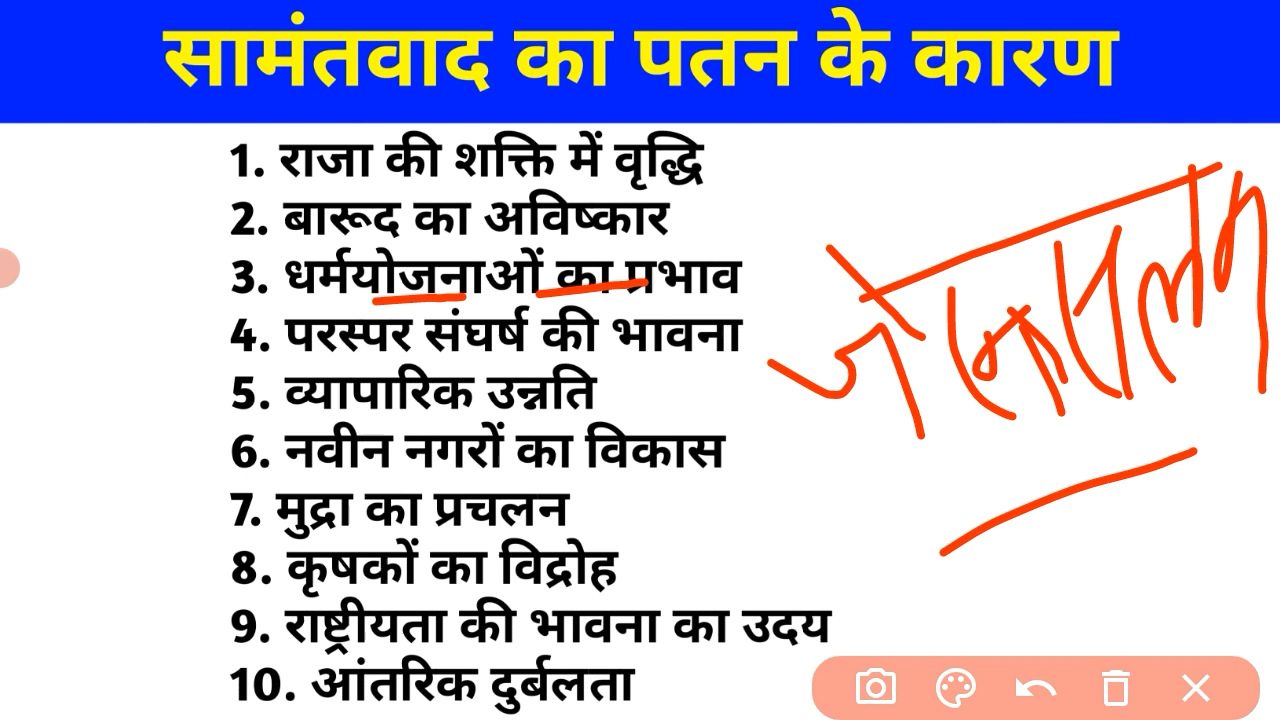 सामंतवाद का पतन के कारण
1. राजा की शक्ति में वृद्धि
2. बारूद का अविष्कार
3. धर्मयोजनाओं का प्रभाव
4. परस्पर संघर्ष की भावना
5. व्यापारिक उन्नति
6. नवीन नगरों का विकास
7. मुद्रा का प्रचलन
8. कृषकों का विद्रोह
9. राष्ट्रीयता की भावना का उदय
10. आंतरिक दुर्बलता